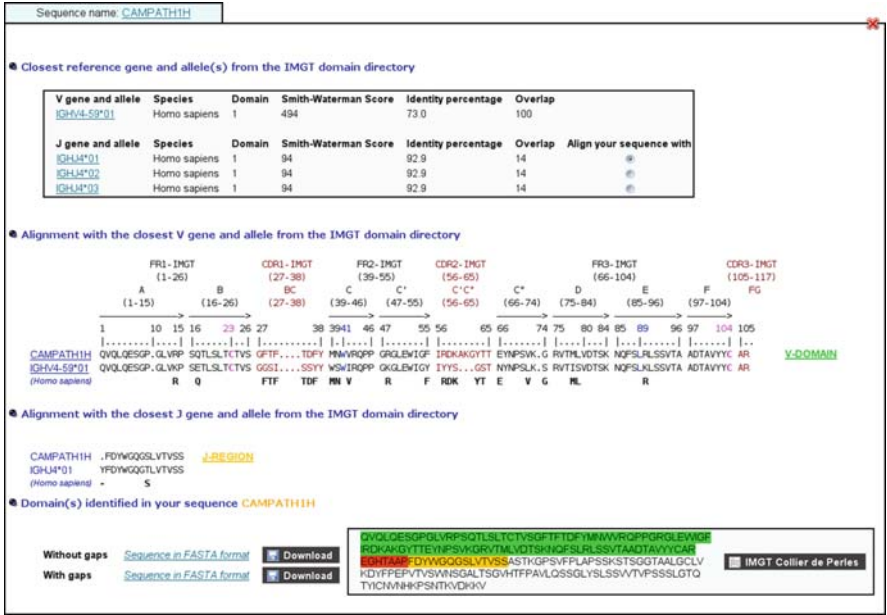 Sequence name: CAMPATH1H
Closest reference gene and allele(s) from the IMGT domain directory
V gene and allele Species Domain Smith-Waterman Score Identity percentage Overlap
IGHV4-59*01 Homo sapiens 1 494 73.0 100
J gene and allele Species Domain Smith-Waterman Score Identity percentage Overlap Align your sequence with
IGHJ4*01 Homo sapiens 1 94 92.9 14
IGHJ4*02 Homo sapiens 1 94 92.9 14
IGHJ4*03 Homo sapiens 1 94 92.9 14
Alignment with the closest V gene and allele from the IMGT domain directory
FR1-IMGT CDR1-IMGT FR2-IMGT CDR2-IMGT FR3-IMGT CDR3-IMGT
(1-26) (27-38) (39-55) (56-65) (66-104) (105-117)
A B BC C C' C'C" C" D E F FG
(1-15) (16-26) (27-38) (39-46) (47-55) (56-65) (66-74) (75-84) (85-96) (97-104)
1 10 15 16 23 26 27 38 39 41 46 47 55 56 65 66 74 75 80 84 85 89 96 97 104 105
CAMPATH1H QVQLQESGP.GLVRP SQTLSLTCTVS GFTF....TDFY MNWVRQPP GRGLEWIGF IRDKAKGYTT EYNPSVK.G RVTMLVDTSK NQFSLRLSSVTA ADTAVYYC AR V-DOMAIN
IGHV4-59*01 QVQLQESGP.GLVKP SETLSLTCTVS GGSI....SSYY WSWIRQPP GKGLEWIGY IYYS...GST NYNPSLK.S RVTISVDTSK NQFSLKLSSVTA ADTAVYYC AR
(Homo sapiens) R Q FTF TDF MN V R F RDK YT E V G ML R
Alignment with the closest J gene and allele from the IMGT domain directory
CAMPATH1H .FDYWGQGSLVTVSS J-REGION
IGHJ4*01 YFDYWGQGTLVTVSS
(Homo sapiens) - S
Domain(s) identified in your sequence CAMPATH1H
Without gaps Sequence in FASTA format Download
With gaps Sequence in FASTA format Download
QVQLQESGPGLVRPSQTLSLTCTVSGFTFTDFYMNWVRQPPGRGLEWIGF
IRDKAKGYTTEYNPSVKGRVTMLVDTSKNQFSLRLSSVTAADTAVYYCAR
EGHTAAPFDYWGQGSLVTVSSASTKGPSVFPLAPSSKSTSGGTAALGCLV
KDYFPEPVTVSWNSGALTSGVHTFPAVLQSSGLYSLSSVVTVPSSSLGTQ
TYICNVNHKPSNTKVDKKV
IMGT Collier de Perles